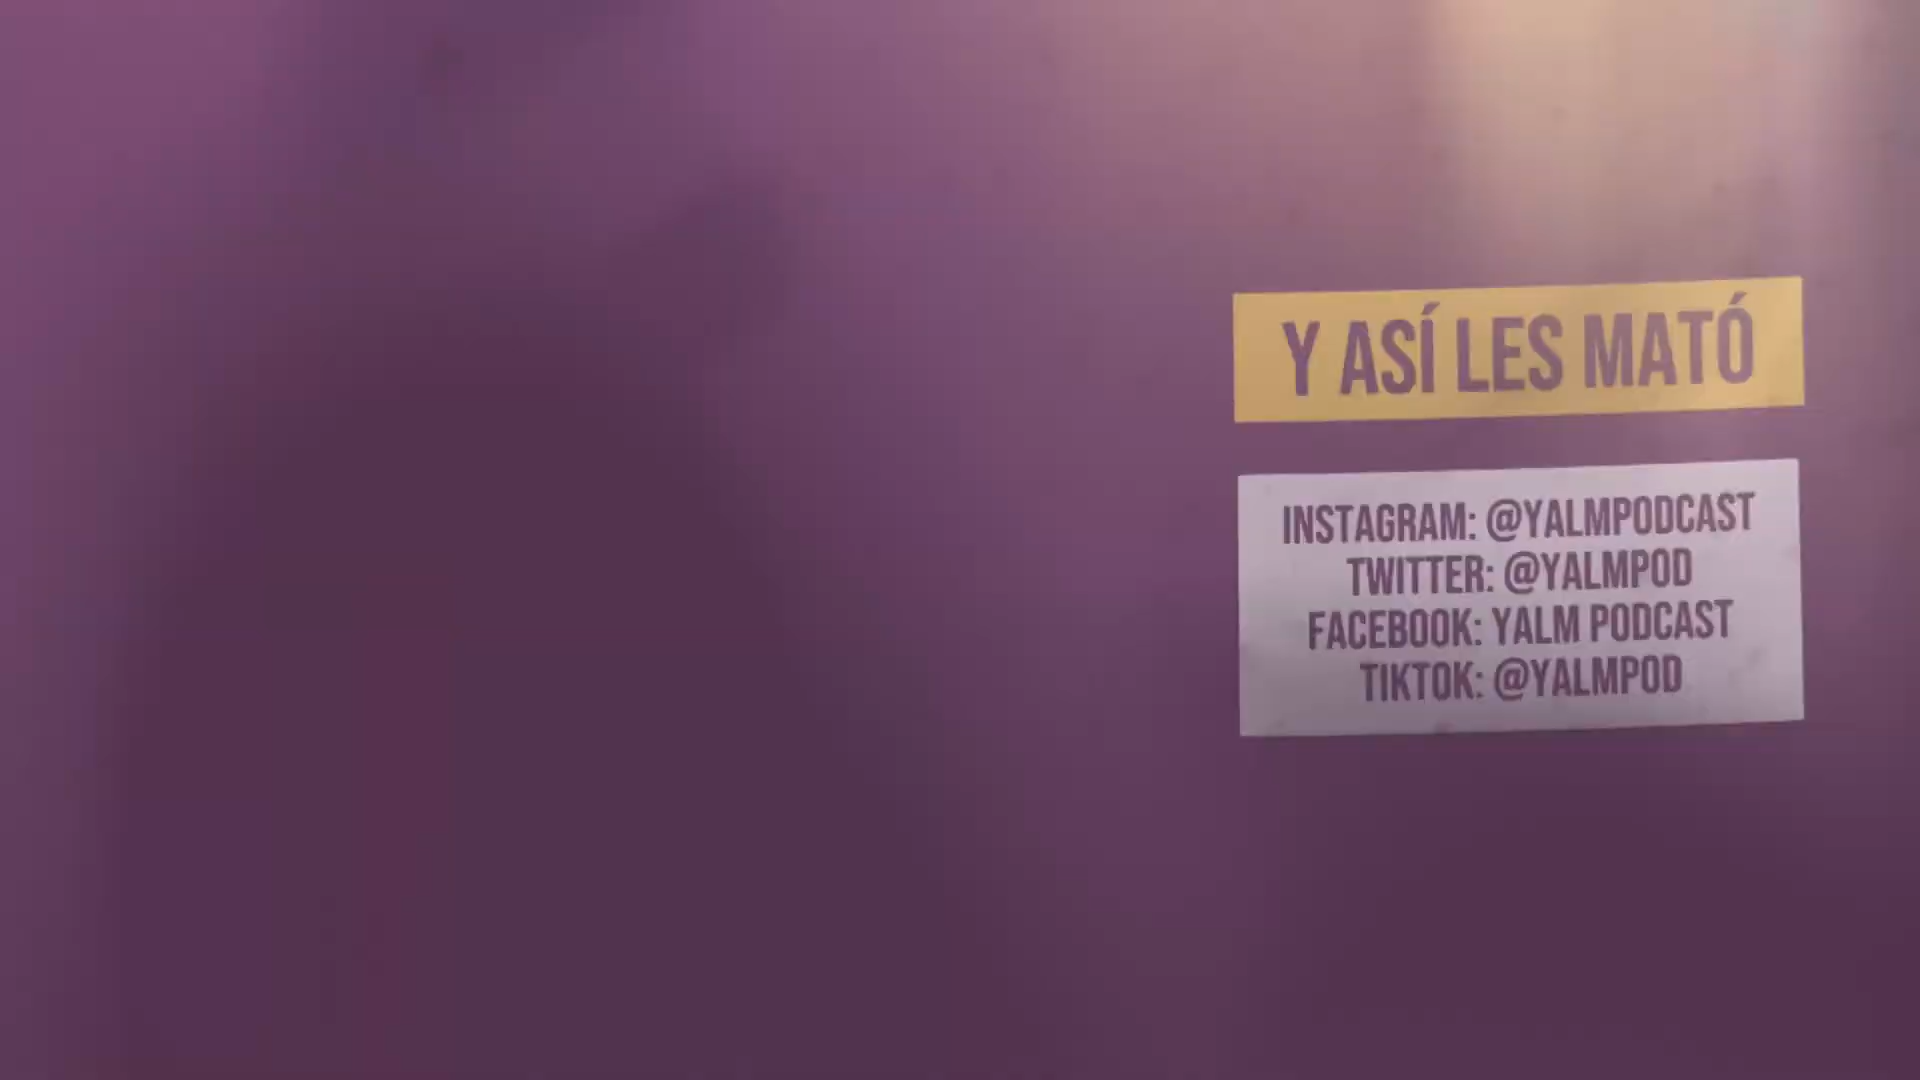 Y ASÍ LES MATÓ
INSTAGRAM: @YALMPODCAST
TWITTER: @YALMPOD
FACEBOOK: YALM PODCAST
TIKTOK: @YALMPOD